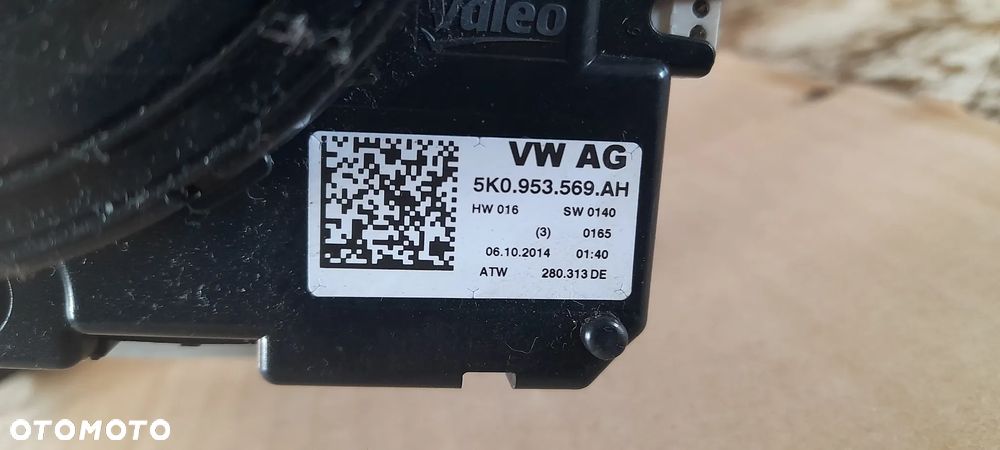 Valeo
VW AG
5K0.953.569.AH
HW 016 SW 0140
(3) 0165
06.10.2014 01:40
ATW 280.313 DE
OTOMOTO
OTOMOTO